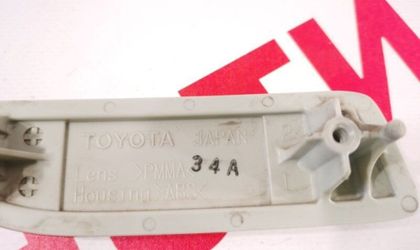 TOYOTA JAPAN R
Lens >PMMA< 34A
Housing >ABS< L